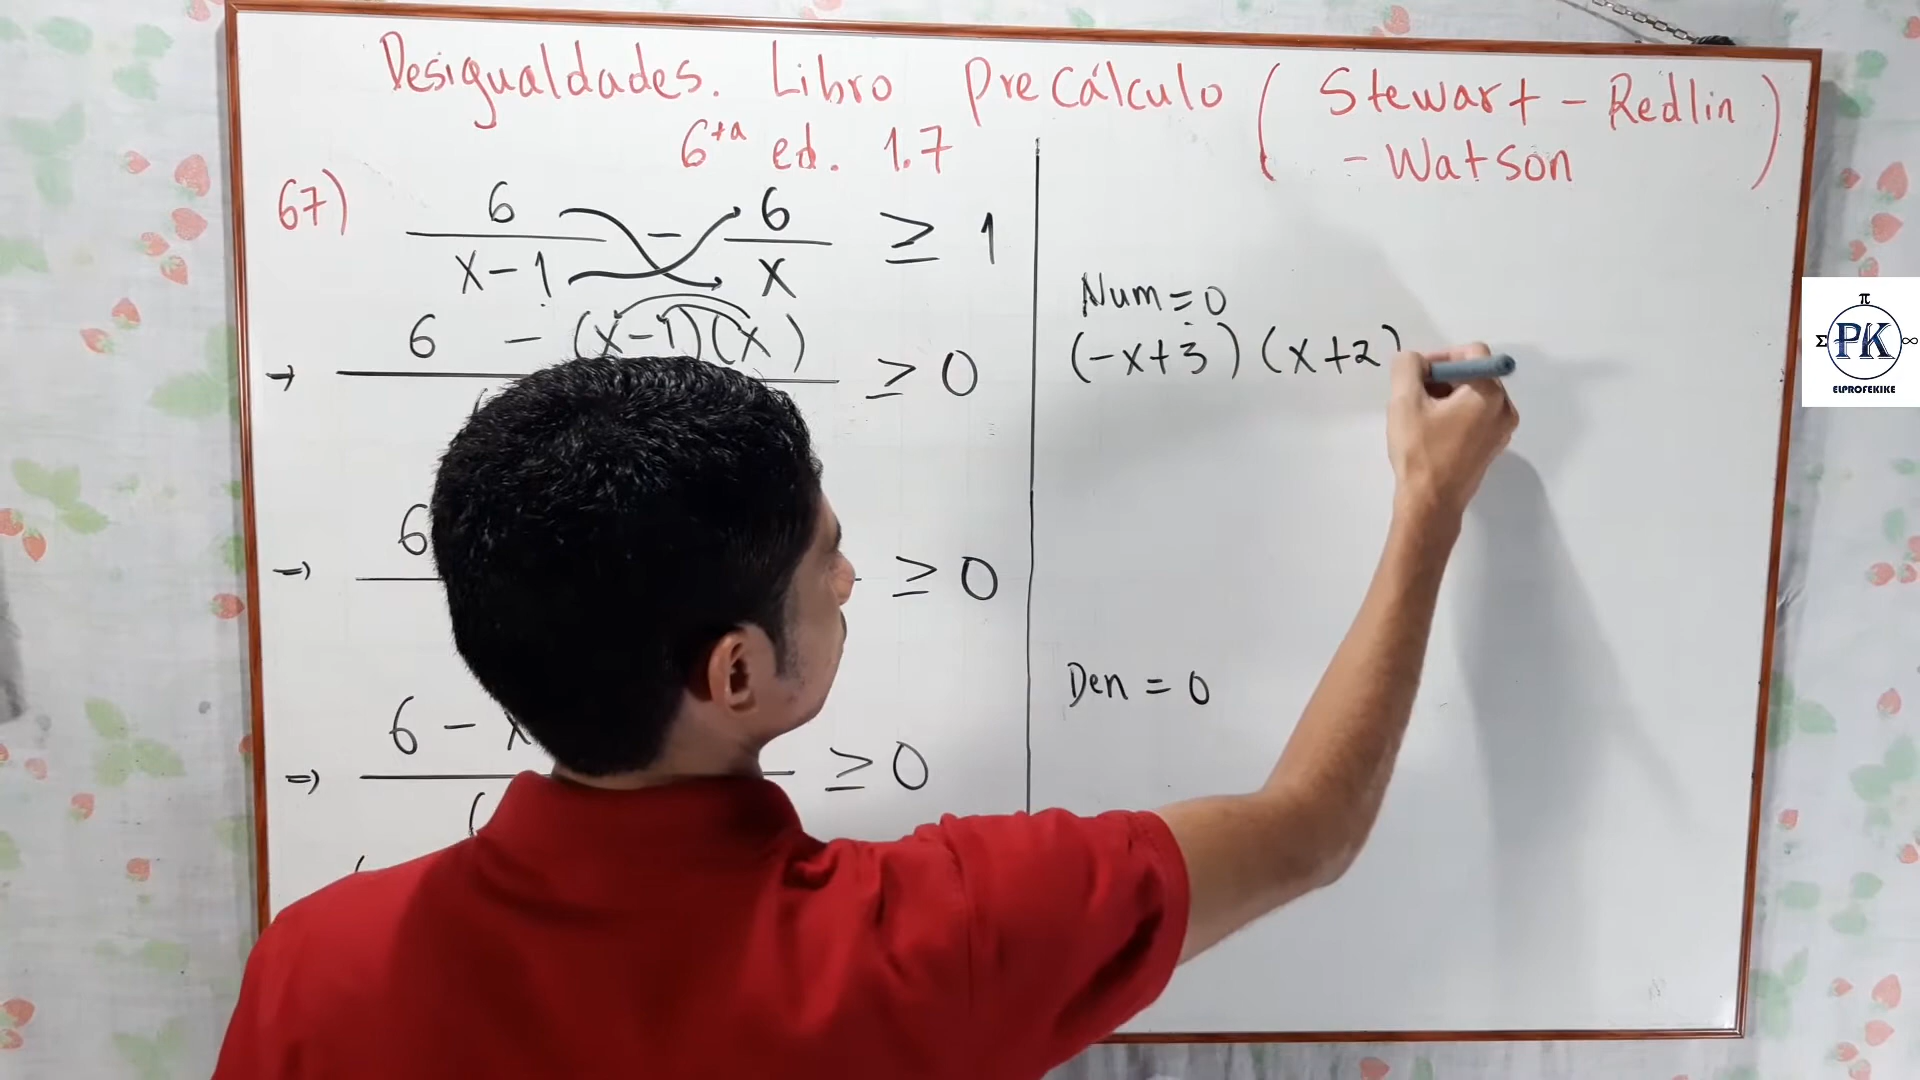 Desigualdades. Libro PreCálculo ( Stewart - Redlin
- Watson )
6ta ed. 1.7
67) 6/(x-1) - 6/x ≥ 1
→ 6 - (x-1)(x) ≥ 0
⇒ 6 ≥ 0
⇒ 6 - x ≥ 0
(
Num = 0
(-x+3) (x+2)
Den = 0
π
Σ PK ∞
ELPROFEKIKE